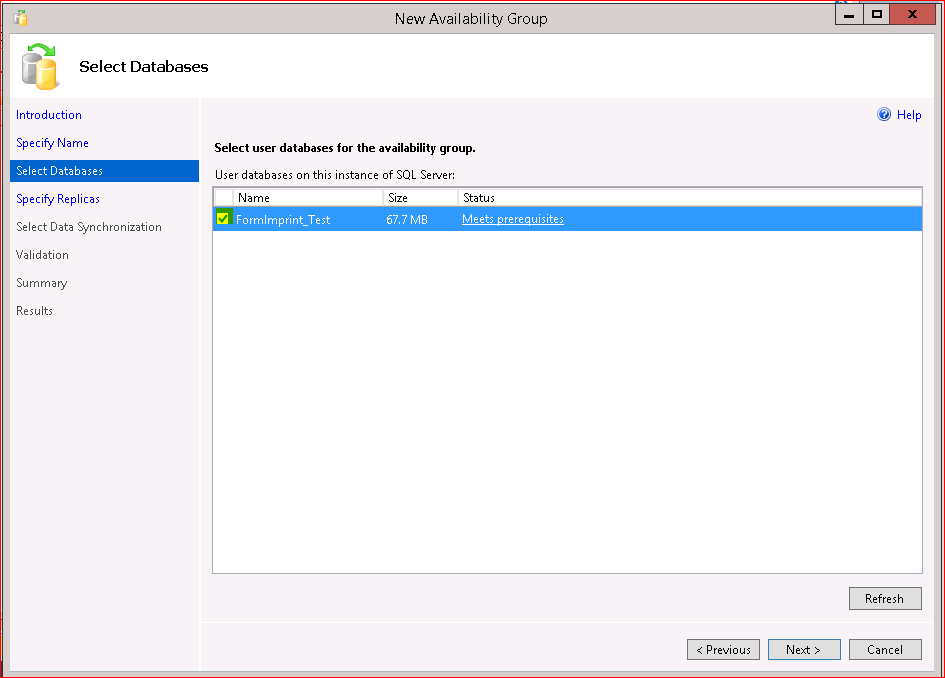 New Availability Group
Select Databases
Introduction
Specify Name
Select Databases
Specify Replicas
Select Data Synchronization
Validation
Summary
Results
Help
Select user databases for the availability group.
User databases on this instance of SQL Server:
Name Size Status
FormImprint_Test 67.7 MB Meets prerequisites
Refresh
< Previous Next > Cancel